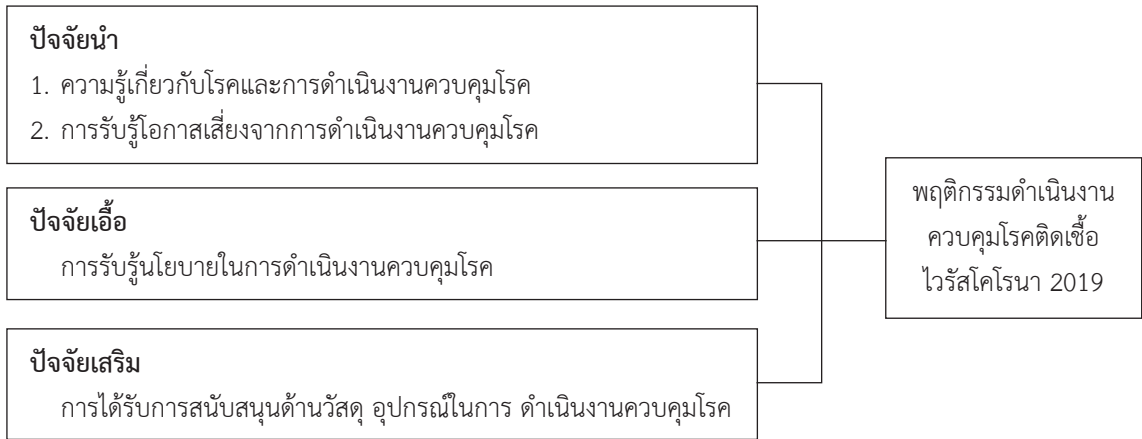 ปัจจัยนำ
1. ความรู้เกี่ยวกับโรคและการดำเนินงานควบคุมโรค
2. การรับรู้โอกาสเสี่ยงจากการดำเนินงานควบคุมโรค
ปัจจัยเอื้อ
การรับรู้นโยบายในการดำเนินงานควบคุมโรค
ปัจจัยเสริม
การได้รับการสนับสนุนด้านวัสดุ อุปกรณ์ในการ ดำเนินงานควบคุมโรค
พฤติกรรมดำเนินงาน
ควบคุมโรคติดเชื้อ
ไวรัสโคโรนา 2019